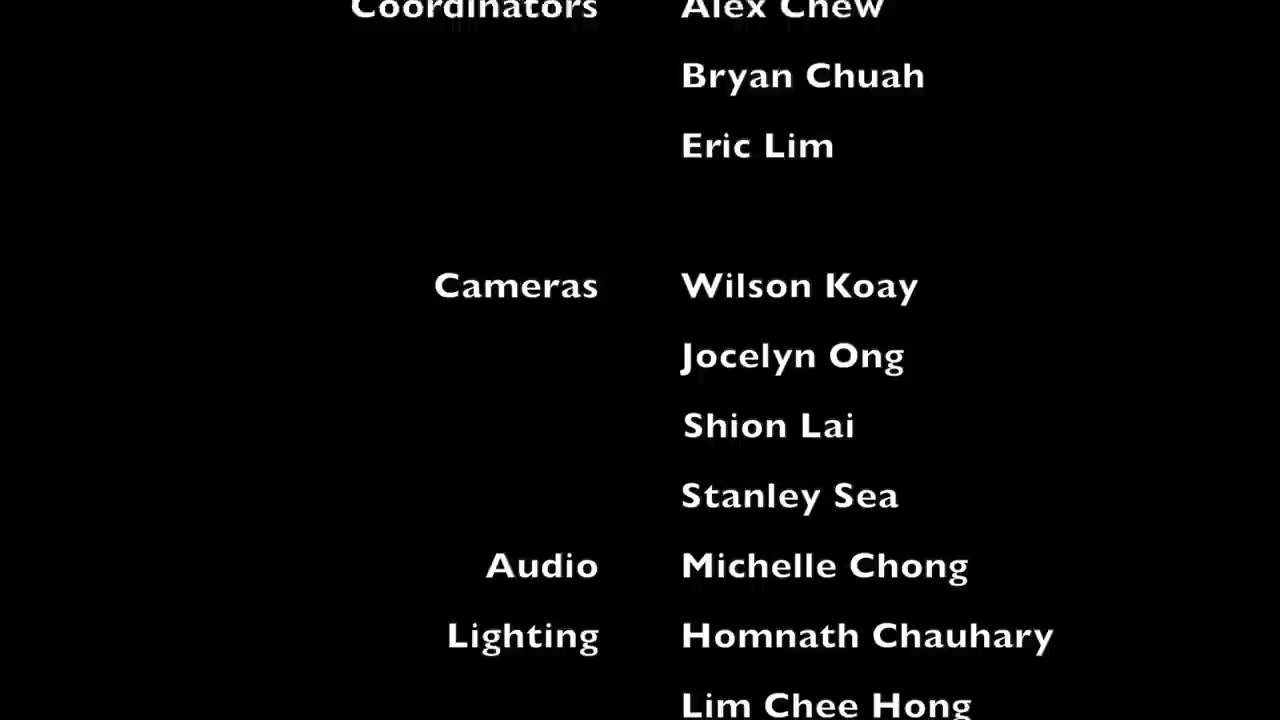 Coordinators Alex Chew
Bryan Chuah
Eric Lim
Cameras Wilson Koay
Jocelyn Ong
Shion Lai
Stanley Sea
Audio Michelle Chong
Lighting Homnath Chauhary
Lim Chee Hong